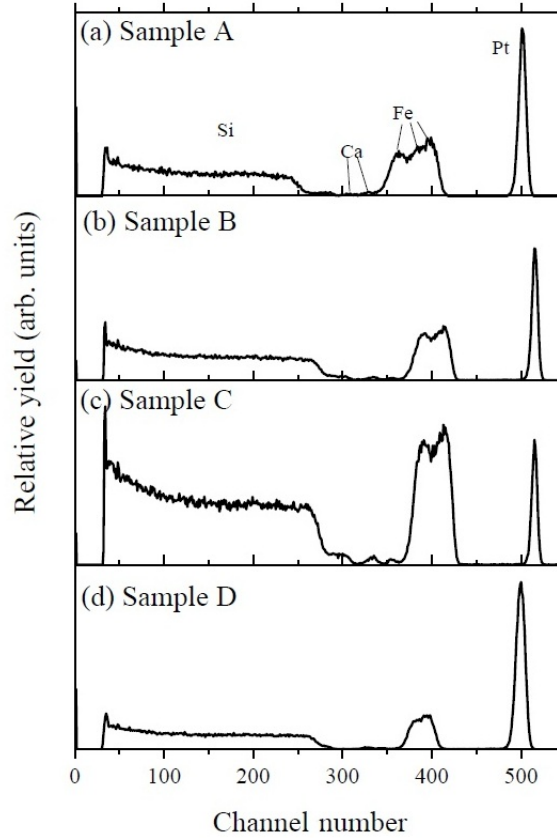 (a) Sample A
Pt
Fe
Si
Ca
(b) Sample B
(c) Sample C
(d) Sample D
Relative yield (arb. units)
0 100 200 300 400 500
Channel number